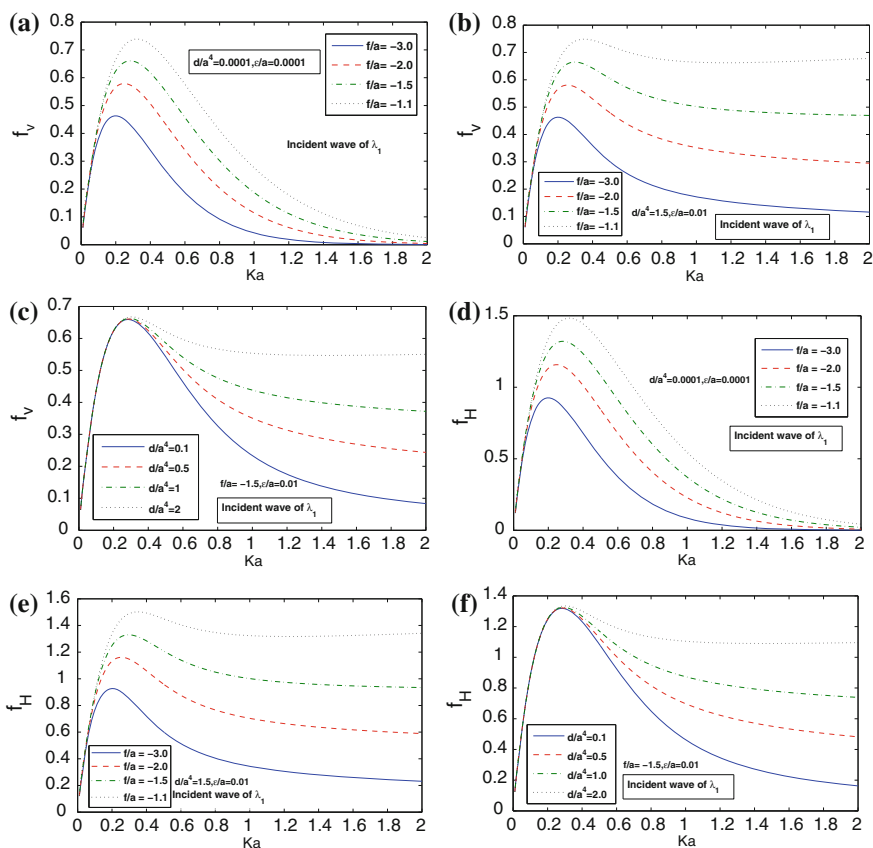 (a)
0.8
0.7
0.6
0.5
0.4
0.3
0.2
0.1
0
f_v
d/a^4=0.0001,ε/a=0.0001
f/a= −3.0
f/a= −2.0
f/a= −1.5
f/a= −1.1
Incident wave of λ_1
0 0.2 0.4 0.6 0.8 1.0 1.2 1.4 1.6 1.8 2
Ka
(b)
0.8
0.7
0.6
0.5
0.4
0.3
0.2
0.1
0
f_v
f/a = −3.0
f/a = −2.0
f/a = −1.5
f/a = −1.1
d/a^4=1.5,ε/a=0.01
Incident wave of λ_1
0 0.2 0.4 0.6 0.8 1 1.2 1.4 1.6 1.8 2
Ka
(c)
0.7
0.6
0.5
0.4
0.3
0.2
0.1
0
f_v
d/a^4=0.1
d/a^4=0.5
d/a^4=1
d/a^4=2
f/a= −1.5,ε/a=0.01
Incident wave of λ_1
0 0.2 0.4 0.6 0.8 1 1.2 1.4 1.6 1.8 2
Ka
(d)
1.5
1
0.5
0
f_H
d/a^4=0.0001,ε/a=0.0001
f/a= −3.0
f/a= −2.0
f/a= −1.5
f/a= −1.1
Incident wave of λ_1
0 0.2 0.4 0.6 0.8 1 1.2 1.4 1.6 1.8 2
Ka
(e)
1.6
1.4
1.2
1
0.8
0.6
0.4
0.2
0
f_H
f/a= −3.0
f/a = −2.0
f/a = −1.5
f/a = −1.1
d/a^4=1.5,ε/a=0.01
Incident wave of λ_1
0 0.2 0.4 0.6 0.8 1 1.2 1.4 1.6 1.8 2
Ka
(f)
1.4
1.2
1
0.8
0.6
0.4
0.2
0
f_H
d/a^4=0.1
d/a^4=0.5
d/a^4=1.0
d/a^4=2.0
f/a= −1.5,ε/a=0.01
Incident wave of λ_1
0 0.2 0.4 0.6 0.8 1 1.2 1.4 1.6 1.8 2
Ka